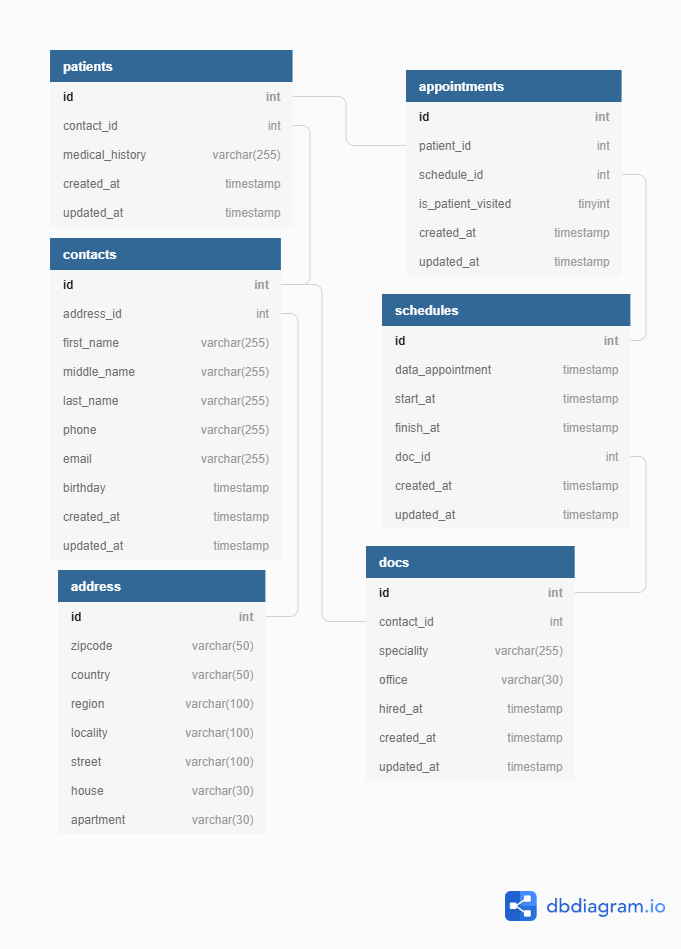 patients
id int
contact_id int
medical_history varchar(255)
created_at timestamp
updated_at timestamp
contacts
id int
address_id int
first_name varchar(255)
middle_name varchar(255)
last_name varchar(255)
phone varchar(255)
email varchar(255)
birthday timestamp
created_at timestamp
updated_at timestamp
address
id int
zipcode varchar(50)
country varchar(50)
region varchar(100)
locality varchar(100)
street varchar(100)
house varchar(30)
apartment varchar(30)
appointments
id int
patient_id int
schedule_id int
is_patient_visited tinyint
created_at timestamp
updated_at timestamp
schedules
id int
data_appointment timestamp
start_at timestamp
finish_at timestamp
doc_id int
created_at timestamp
updated_at timestamp
docs
id int
contact_id int
speciality varchar(255)
office varchar(30)
hired_at timestamp
created_at timestamp
updated_at timestamp
dbdiagram.io